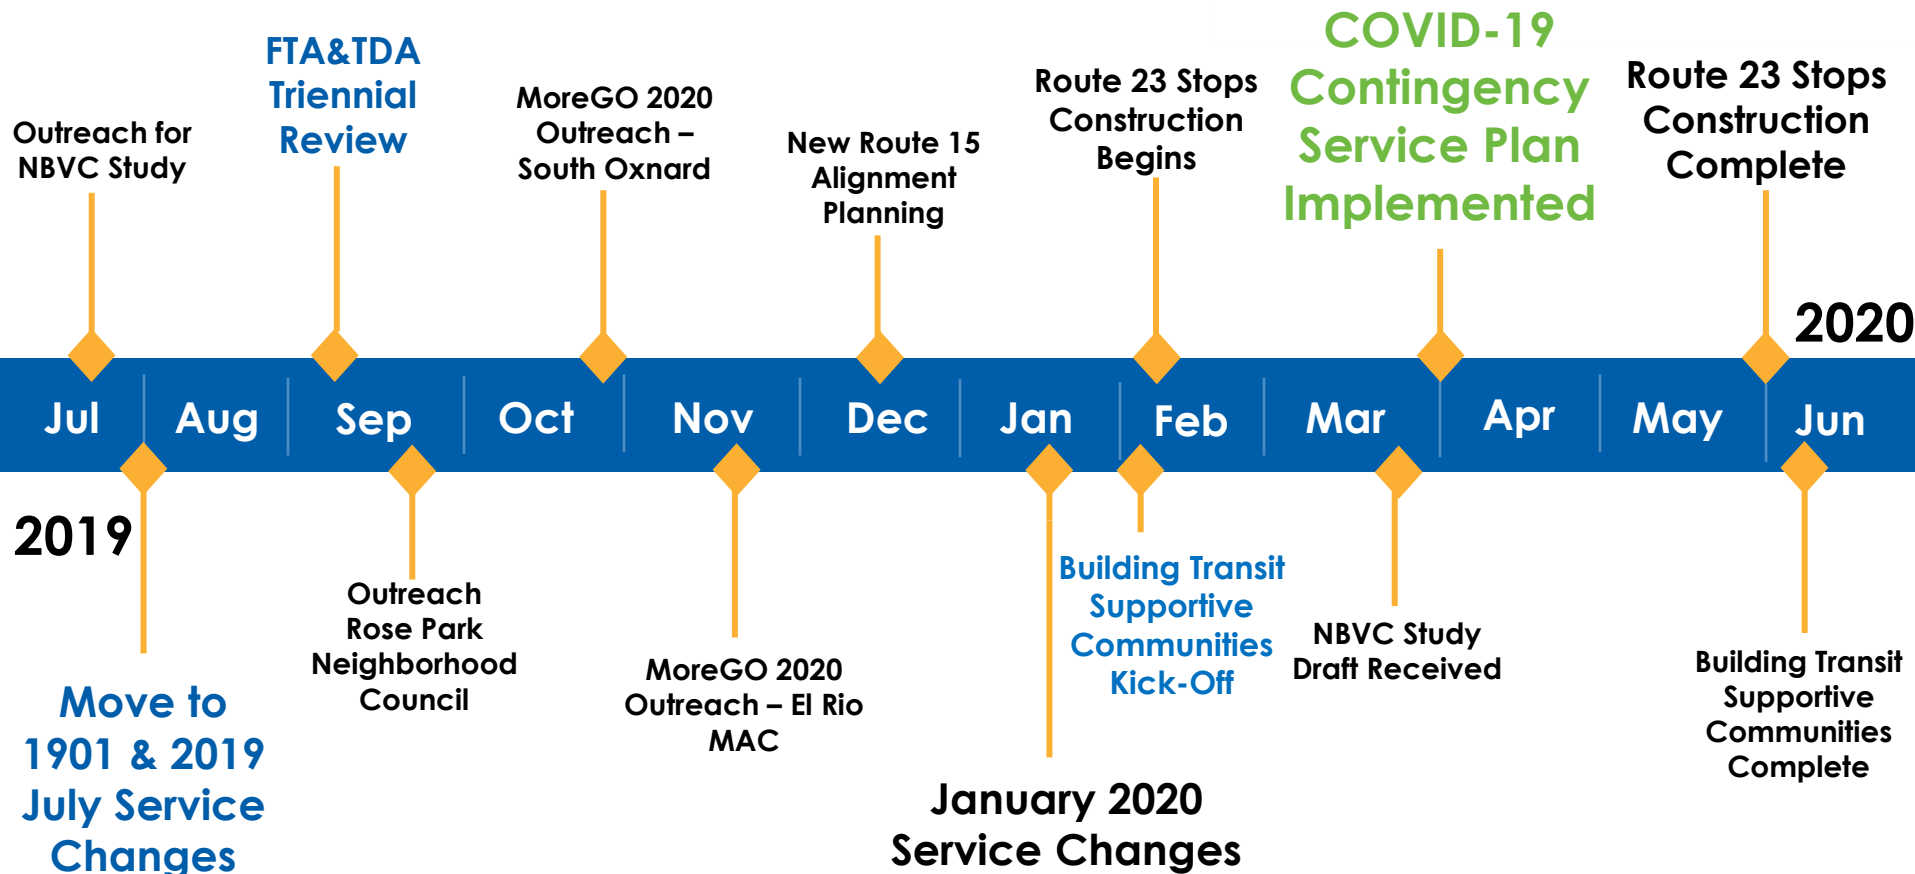 Outreach for
NBVC Study
FTA&TDA
Triennial
Review
MoreGO 2020
Outreach –
South Oxnard
New Route 15
Alignment
Planning
Route 23 Stops
Construction
Begins
COVID-19
Contingency
Service Plan
Implemented
Route 23 Stops
Construction
Complete
2020
Jul Aug Sep Oct Nov Dec Jan Feb Mar Apr May Jun
2019
Move to
1901 & 2019
July Service
Changes
Outreach
Rose Park
Neighborhood
Council
MoreGO 2020
Outreach – El Rio
MAC
January 2020
Service Changes
Building Transit
Supportive
Communities
Kick-Off
NBVC Study
Draft Received
Building Transit
Supportive
Communities
Complete